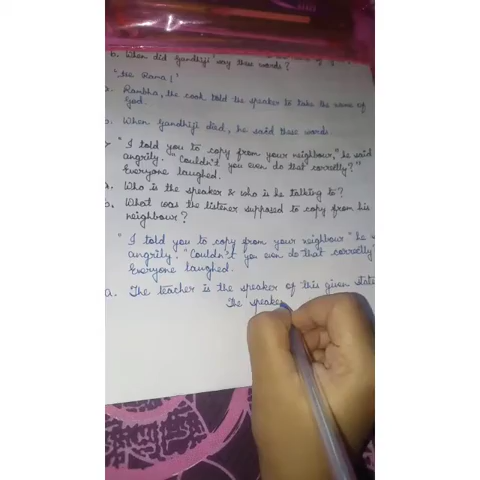 b. When did Gandhiji say these words?
"He Rama!"
a. Rambha, the cook told the speaker to take the name of
God.
b. When Gandhiji died, he said these words
"I told you to copy from your neighbour," he said
angrily. "Couldn't you even do that correctly?"
Everyone laughed.
a. Who is the speaker & who is he talking to?
b. What was the listener supposed to copy from his
neighbour?
"I told you to copy from your neighbour" he s
angrily. "Couldn't you even do that correctly
Everyone laughed.
a. The teacher is the speaker of this given state
The speake